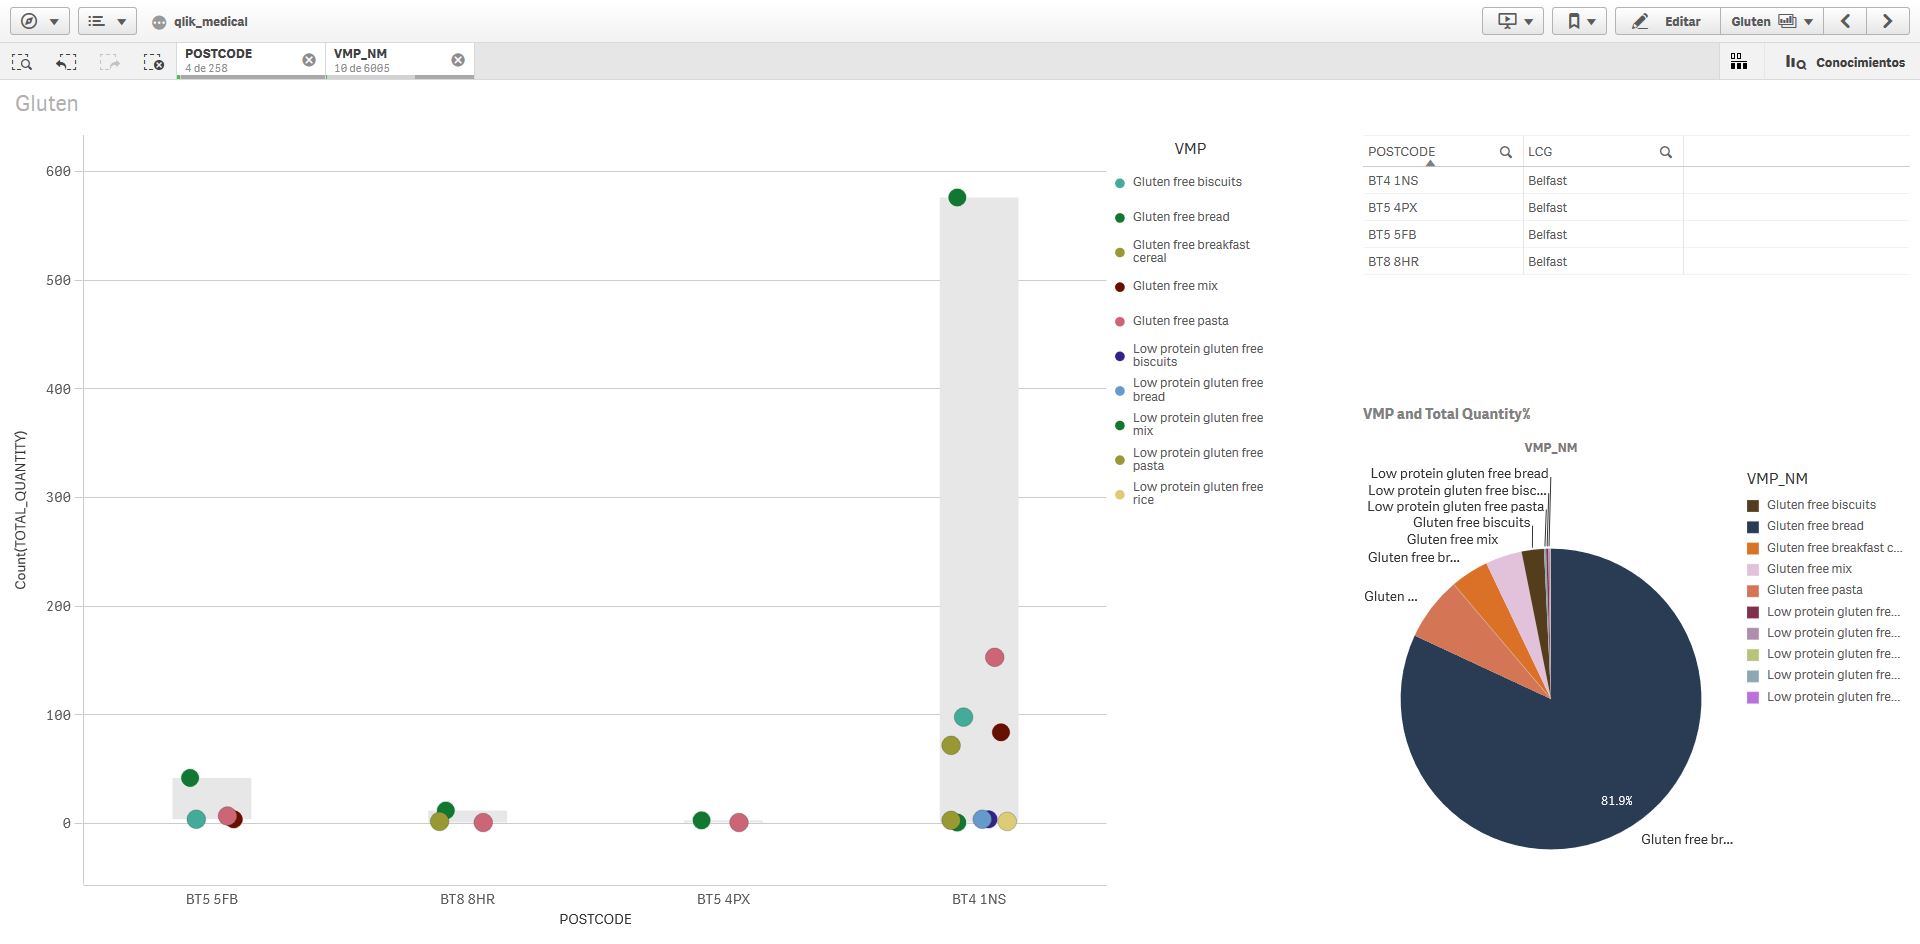 qlik_medical
Editar
Gluten
POSTCODE
4 de 258
VMP_NM
10 de 6005
Conocimientos
Gluten
Count(TOTAL_QUANTITY)
600
500
400
300
200
100
0
BT5 5FB
BT8 8HR
BT5 4PX
BT4 1NS
POSTCODE
VMP
Gluten free biscuits
Gluten free bread
Gluten free breakfast
cereal
Gluten free mix
Gluten free pasta
Low protein gluten free
biscuits
Low protein gluten free
bread
Low protein gluten free
mix
Low protein gluten free
pasta
Low protein gluten free
rice
POSTCODE LCG
BT4 1NS Belfast
BT5 4PX Belfast
BT5 5FB Belfast
BT8 8HR Belfast
VMP and Total Quantity%
VMP_NM
Low protein gluten free bread
Low protein gluten free bisc...
Low protein gluten free pasta
Gluten free biscuits
Gluten free mix
Gluten free br...
Gluten ...
81.9%
Gluten free br...
VMP_NM
Gluten free biscuits
Gluten free bread
Gluten free breakfast c...
Gluten free mix
Gluten free pasta
Low protein gluten fre...
Low protein gluten fre...
Low protein gluten fre...
Low protein gluten fre...
Low protein gluten fre...